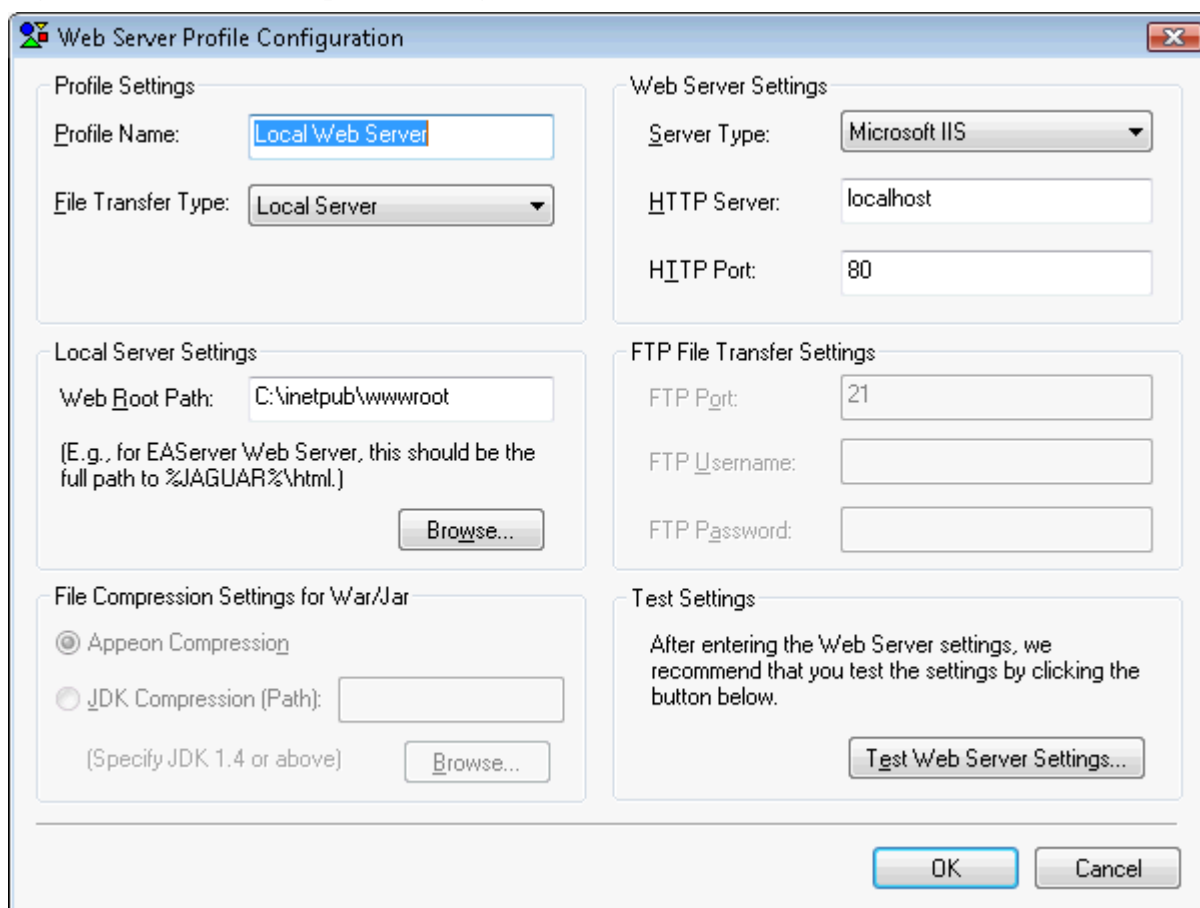 Web Server Profile Configuration
Profile Settings
Profile Name: Local Web Server
File Transfer Type: Local Server
Web Server Settings
Server Type: Microsoft IIS
HTTP Server: localhost
HTTP Port: 80
Local Server Settings
Web Root Path: C:\inetpub\wwwroot
(E.g., for EAServer Web Server, this should be the
full path to %JAGUAR%\html.)
Browse...
FTP File Transfer Settings
FTP Port: 21
FTP Username:
FTP Password:
File Compression Settings for War/Jar
Appeon Compression
JDK Compression (Path):
(Specify JDK 1.4 or above) Browse...
Test Settings
After entering the Web Server settings, we
recommend that you test the settings by clicking the
button below.
Test Web Server Settings...
OK Cancel